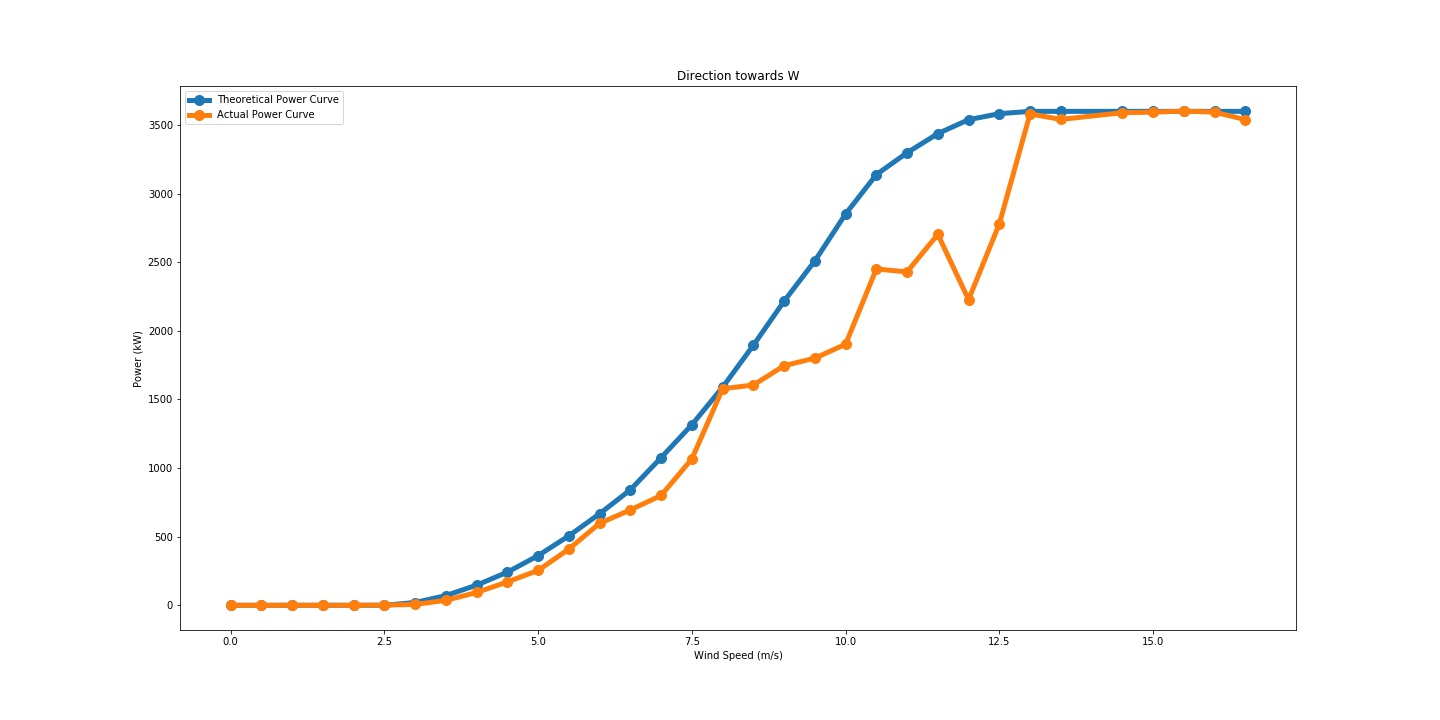 Direction towards W
Theoretical Power Curve
Actual Power Curve
3500
3000
2500
2000
1500
1000
500
0
Power (kW)
0.0 2.5 5.0 7.5 10.0 12.5 15.0
Wind Speed (m/s)